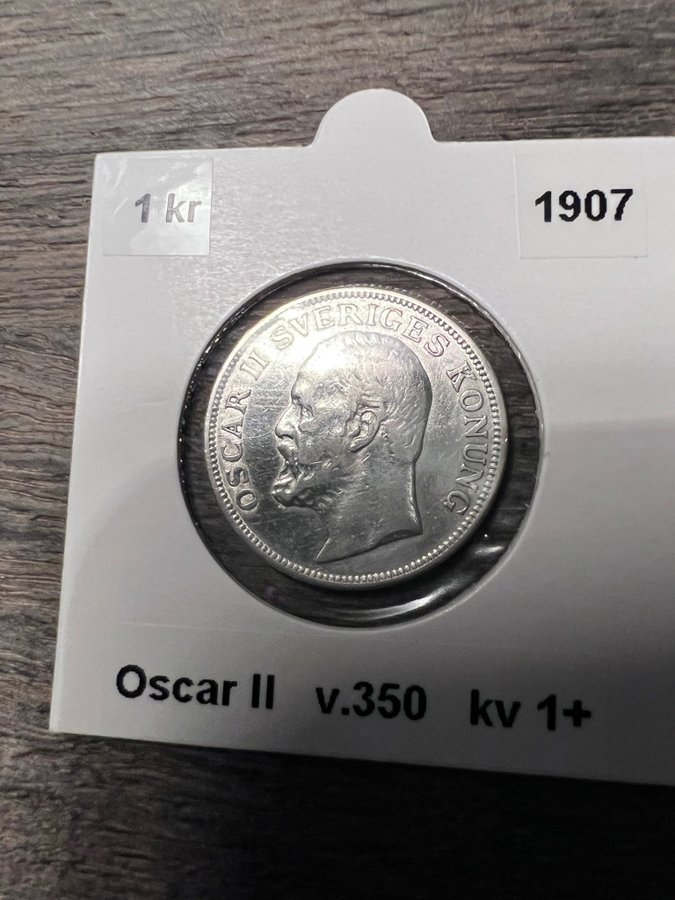 1 kr
1907
OSCAR II SVERIGES KONUNG
Oscar II v.350 kv 1+